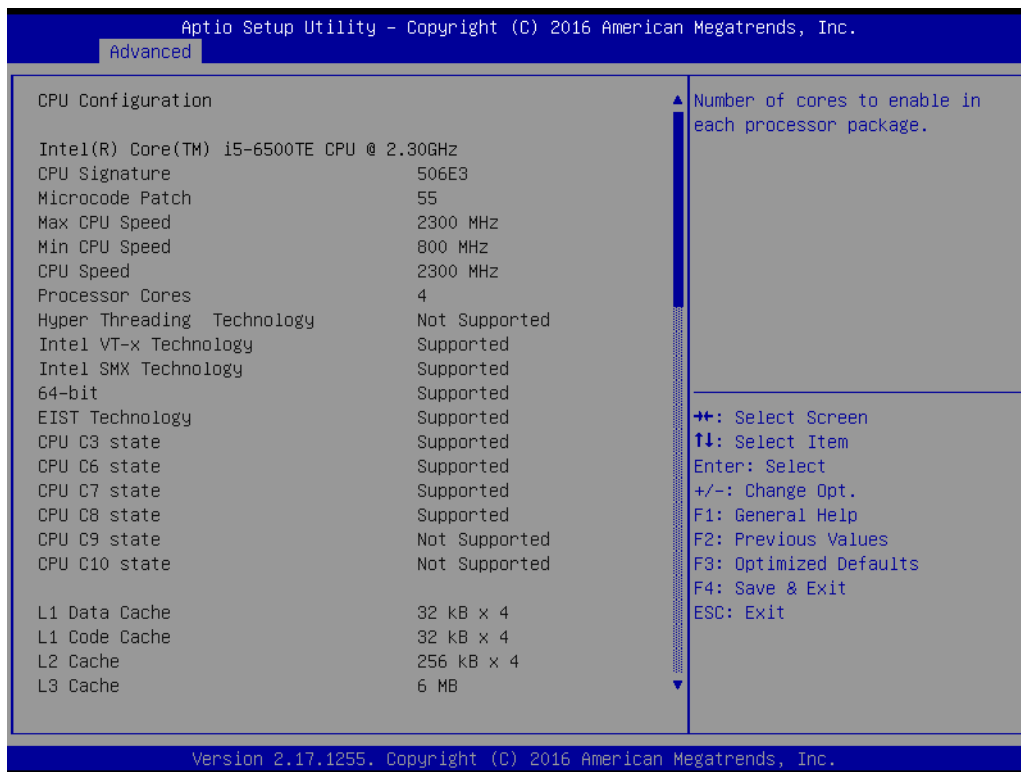 Aptio Setup Utility – Copyright (C) 2016 American Megatrends, Inc.
Advanced
CPU Configuration
Intel(R) Core(TM) i5-6500TE CPU @ 2.30GHz
CPU Signature 506E3
Microcode Patch 55
Max CPU Speed 2300 MHz
Min CPU Speed 800 MHz
CPU Speed 2300 MHz
Processor Cores 4
Hyper Threading Technology Not Supported
Intel VT-x Technology Supported
Intel SMX Technology Supported
64-bit Supported
EIST Technology Supported
CPU C3 state Supported
CPU C6 state Supported
CPU C7 state Supported
CPU C8 state Supported
CPU C9 state Not Supported
CPU C10 state Not Supported
L1 Data Cache 32 kB x 4
L1 Code Cache 32 kB x 4
L2 Cache 256 kB x 4
L3 Cache 6 MB
Number of cores to enable in
each processor package.
→←: Select Screen
↑↓: Select Item
Enter: Select
+/-: Change Opt.
F1: General Help
F2: Previous Values
F3: Optimized Defaults
F4: Save & Exit
ESC: Exit
Version 2.17.1255. Copyright (C) 2016 American Megatrends, Inc.